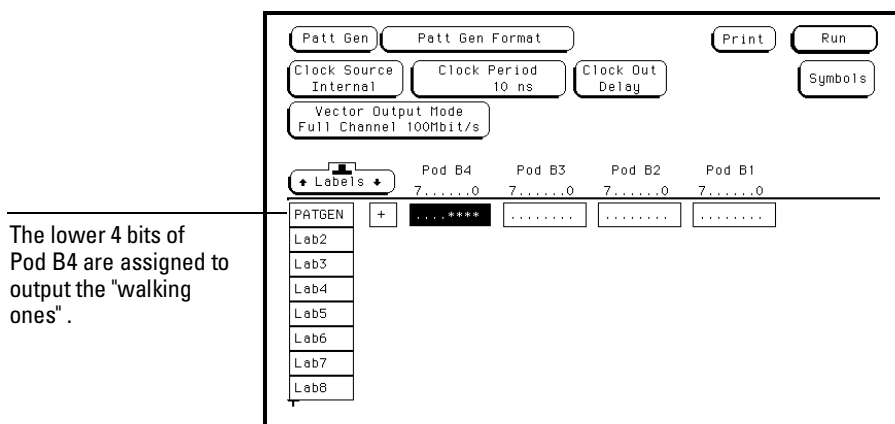 Patt Gen Patt Gen Format Print Run
Clock Source Clock Period Clock Out Symbols
Internal 10 ns Delay
Vector Output Mode
Full Channel 100Mbit/s
Labels Pod B4 Pod B3 Pod B2 Pod B1
7......0 7......0 7......0 7......0
PATGEN + ....**** ........ ........ ........
Lab2
Lab3
Lab4
Lab5
Lab6
Lab7
Lab8
The lower 4 bits of
Pod B4 are assigned to
output the "walking
ones" .